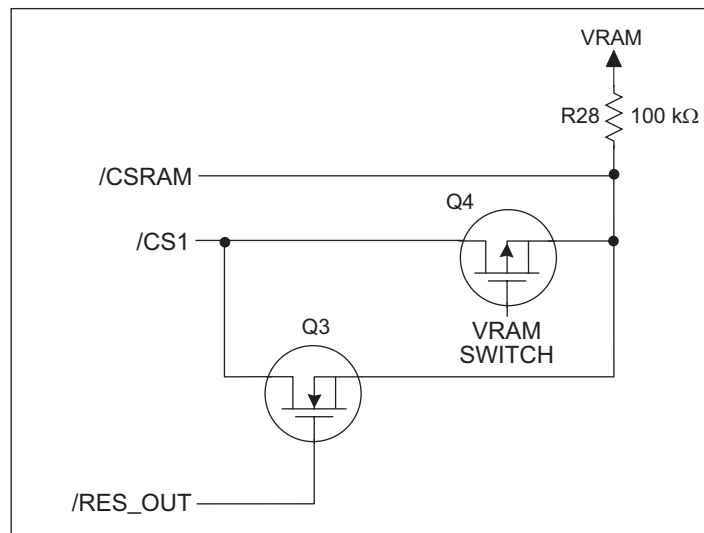 VRAM
R28 100 kΩ
/CSRAM
Q4
/CS1
VRAM
SWITCH
Q3
/RES_OUT